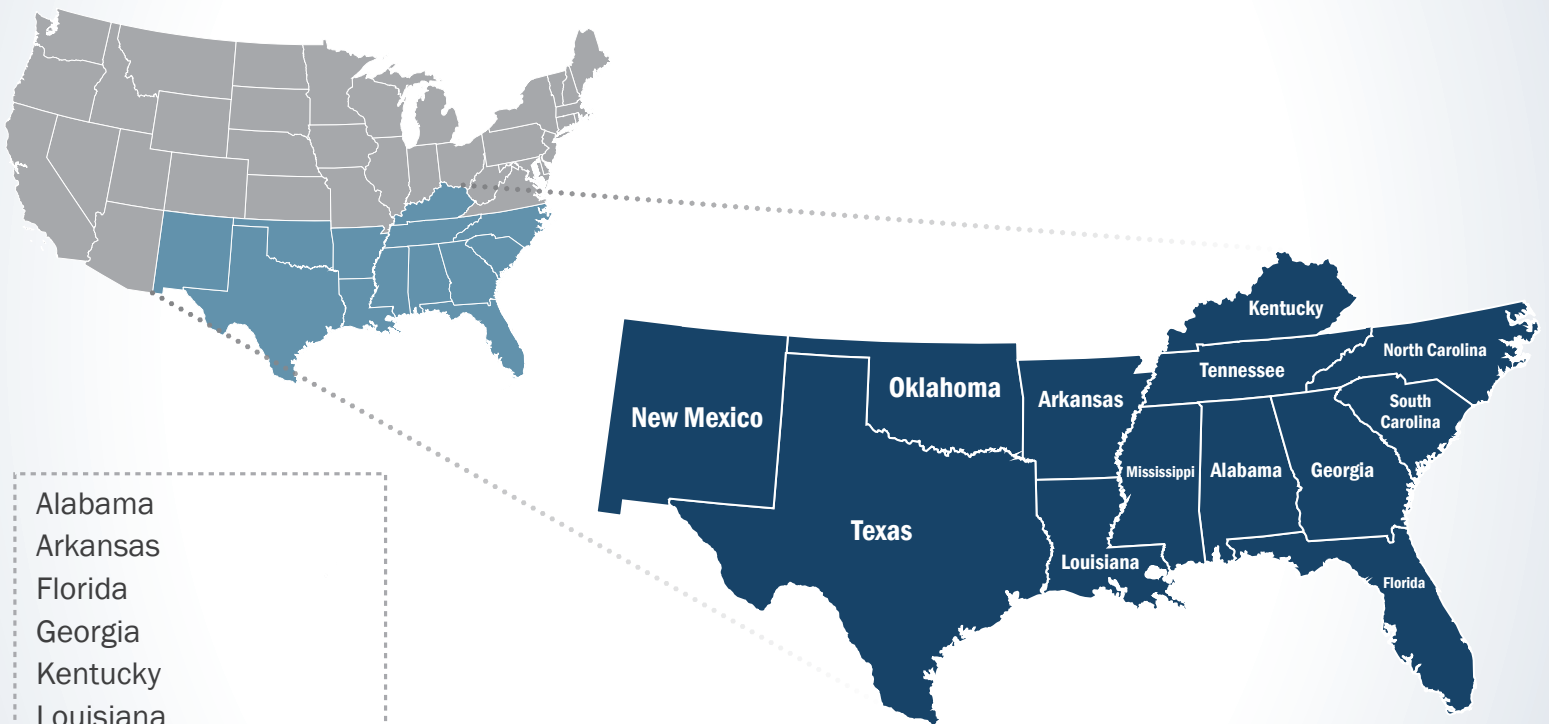 Kentucky
North Carolina
Tennessee
Oklahoma
Arkansas
South
Carolina
New Mexico
Mississippi
Alabama
Georgia
Texas
Louisiana
Florida
Alabama
Arkansas
Florida
Georgia
Kentucky
Louisiana